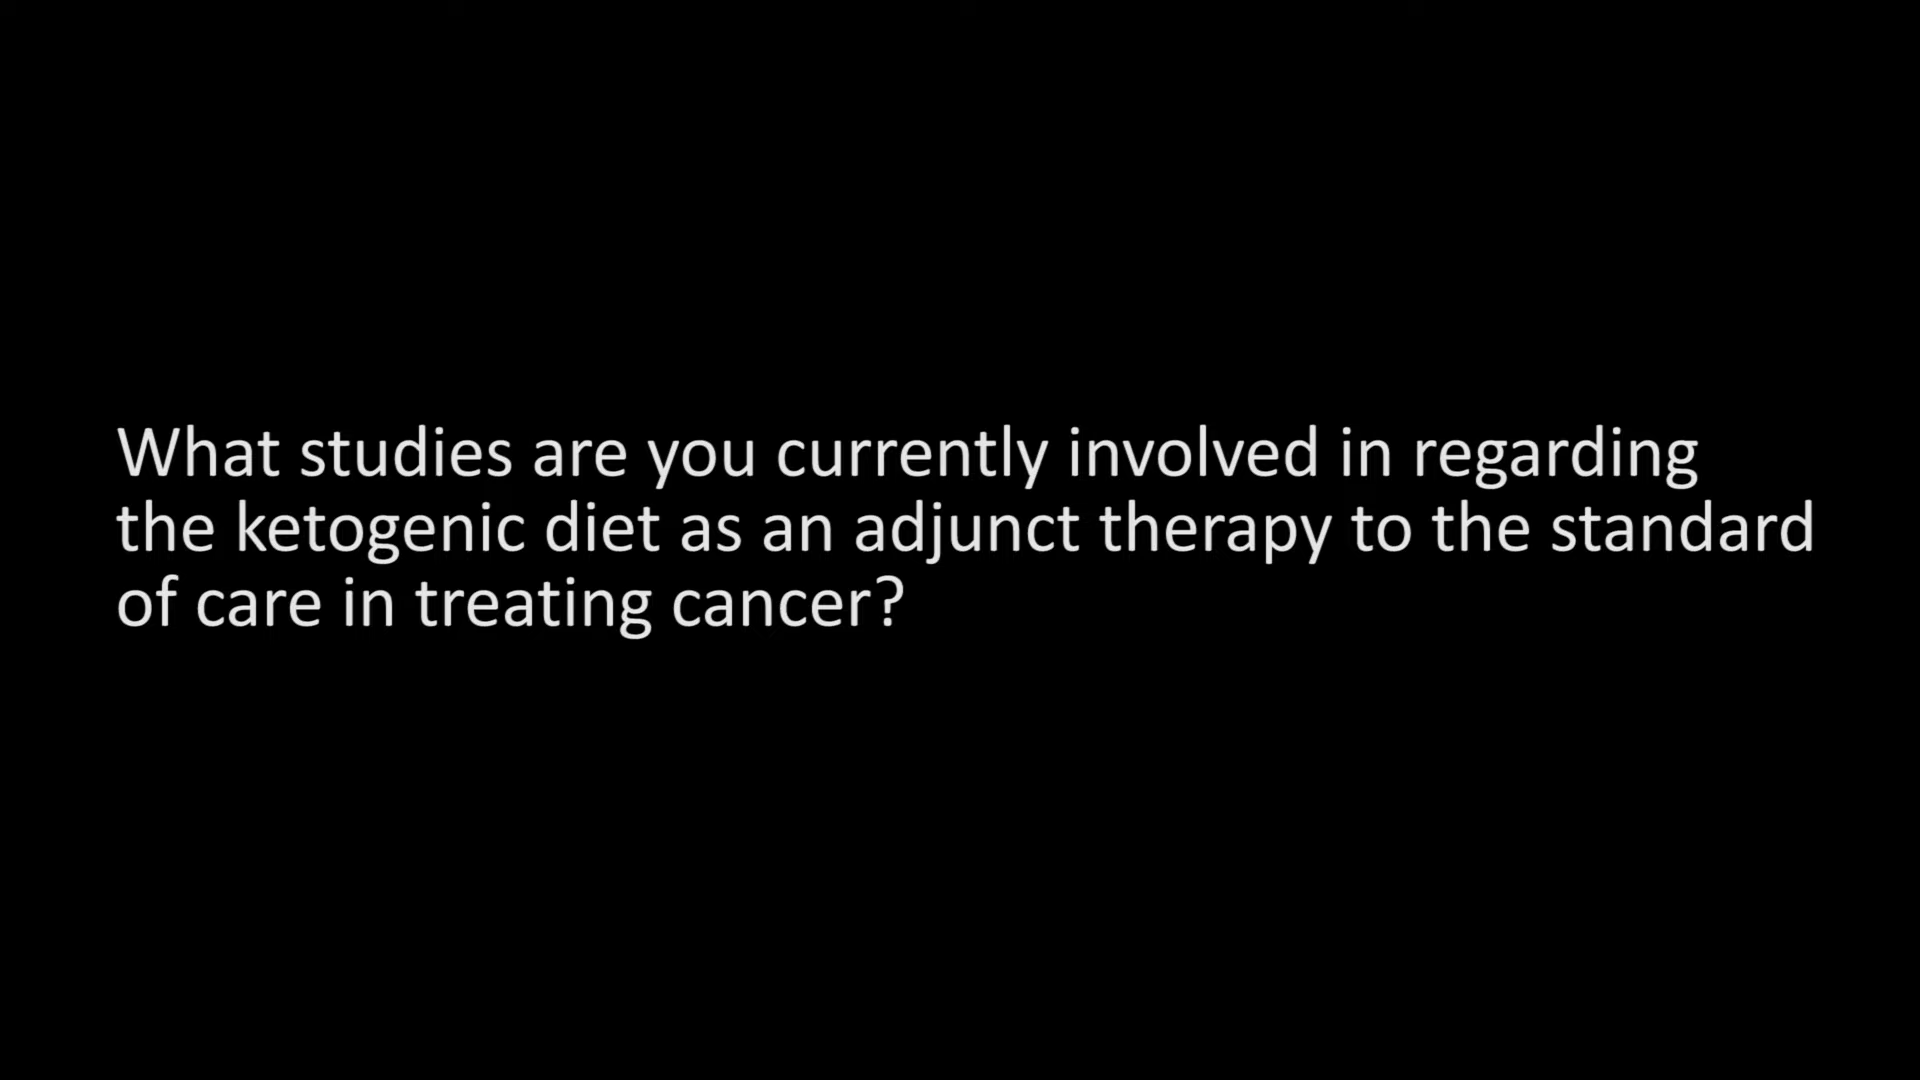 What studies are you currently involved in regarding
the ketogenic diet as an adjunct therapy to the standard
of care in treating cancer?